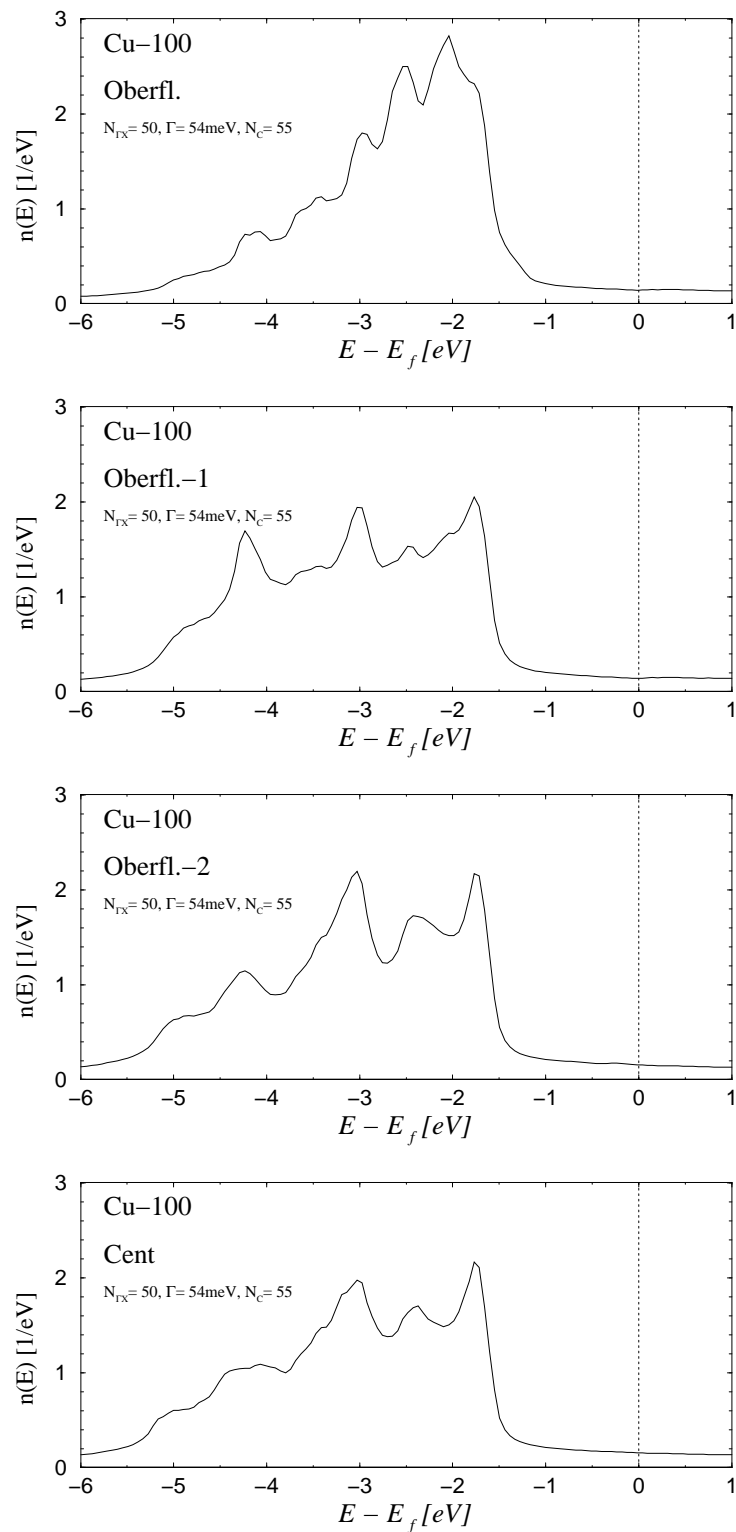 3
Cu−100
Oberfl.
N_ΓX= 50, Γ= 54meV, N_C= 55
2
1
0
n(E) [1/eV]
−6 −5 −4 −3 −2 −1 0 1
E − E_f [eV]
3
Cu−100
Oberfl.−1
N_ΓX= 50, Γ= 54meV, N_C= 55
2
1
0
n(E) [1/eV]
−6 −5 −4 −3 −2 −1 0 1
E − E_f [eV]
3
Cu−100
Oberfl.−2
N_ΓX= 50, Γ= 54meV, N_C= 55
2
1
0
n(E) [1/eV]
−6 −5 −4 −3 −2 −1 0 1
E − E_f [eV]
3
Cu−100
Cent
N_ΓX= 50, Γ= 54meV, N_C= 55
2
1
0
n(E) [1/eV]
−6 −5 −4 −3 −2 −1 0 1
E − E_f [eV]